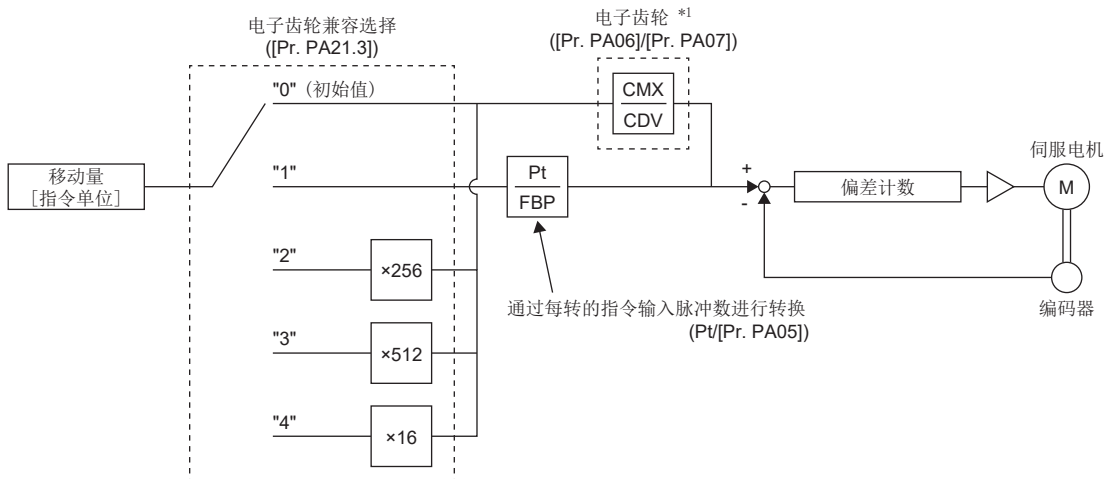 电子齿轮兼容选择
([Pr. PA21.3])
电子齿轮 *1
([Pr. PA06]/[Pr. PA07])
"0"（初始值）
CMX
CDV
移动量
[指令单位]
"1"
Pt
FBP
+
-
偏差计数
伺服电机
M
"2"
×256
编码器
通过每转的指令输入脉冲数进行转换
(Pt/[Pr. PA05])
"3"
×512
"4"
×16